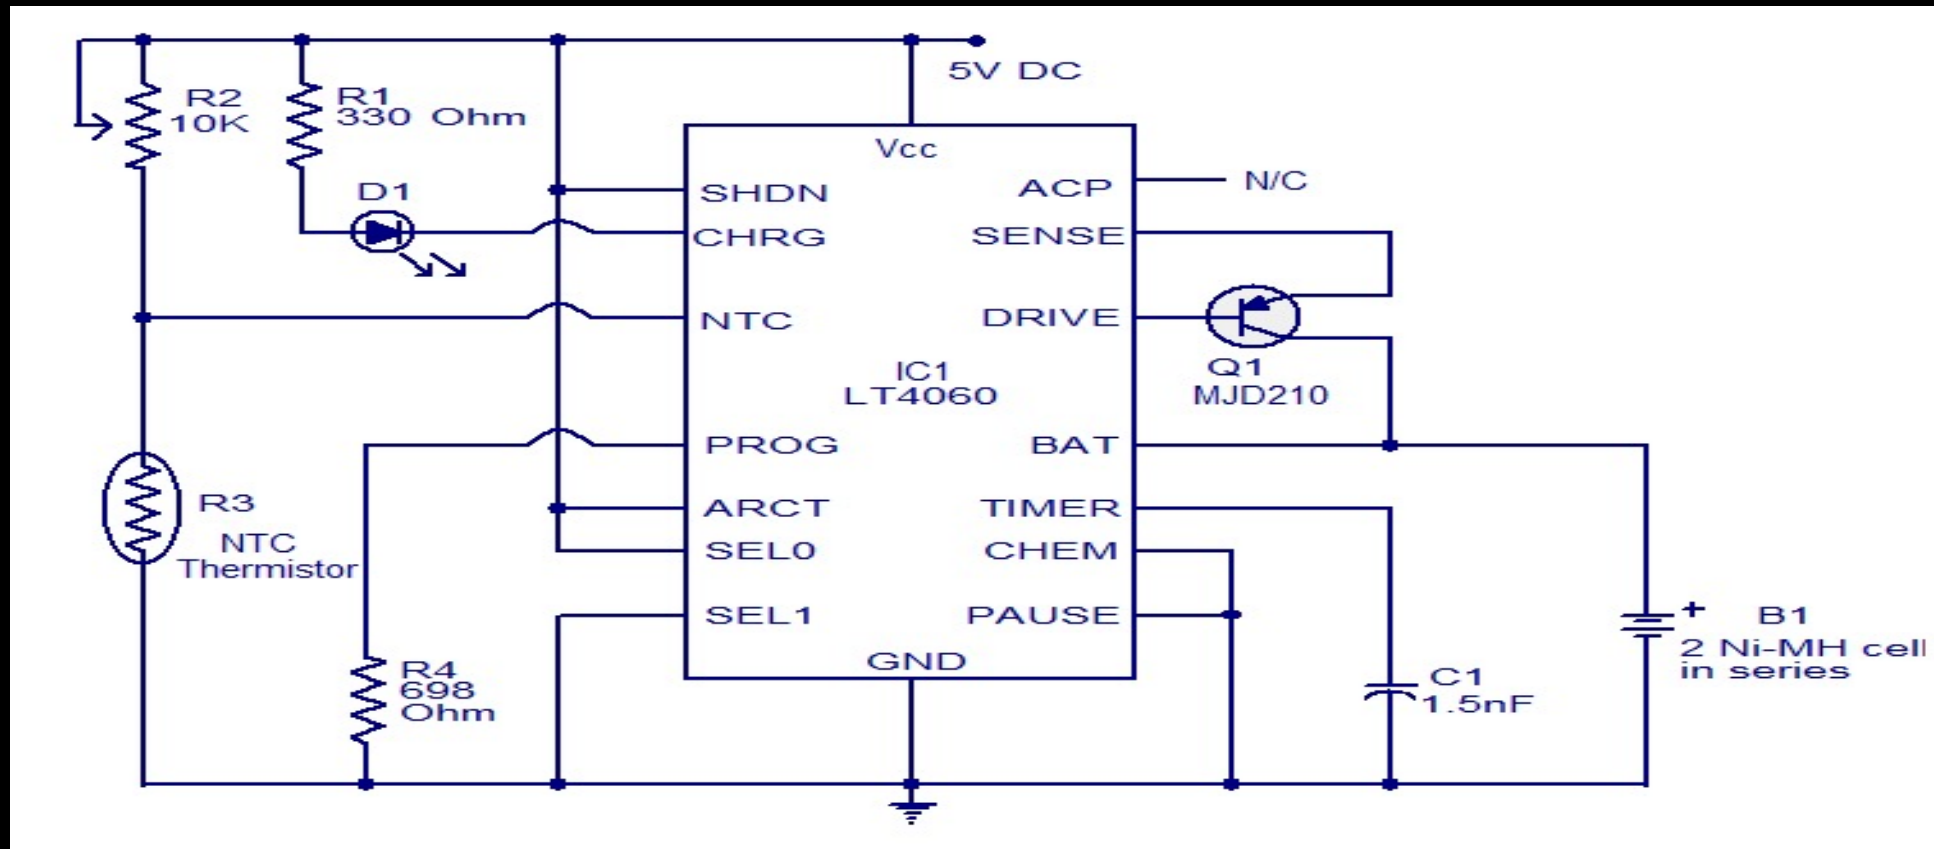 5V DC
R2
10K
R1
330 Ohm
D1
Vcc
SHDN
ACP
N/C
CHRG
SENSE
NTC
DRIVE
IC1
LT4060
Q1
MJD210
PROG
BAT
R3
NTC
Thermistor
ARCT
TIMER
SEL0
CHEM
SEL1
PAUSE
GND
R4
698
Ohm
C1
1.5nF
+
B1
2 Ni-MH cell
in series